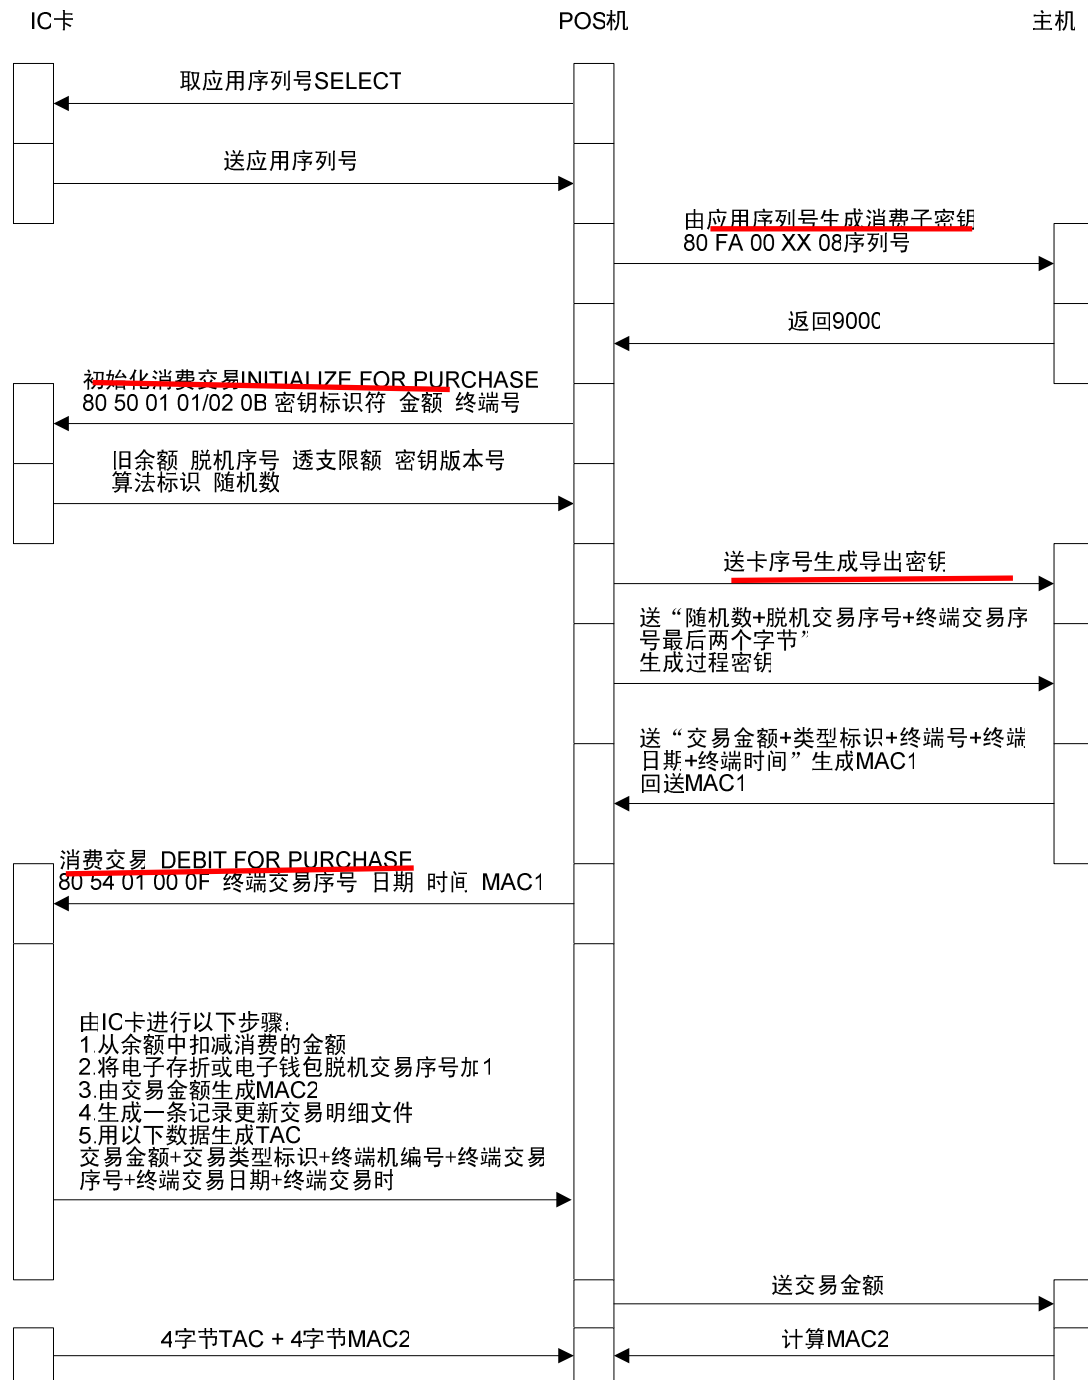 IC卡
POS机
主机
取应用序列号SELECT
送应用序列号
由应用序列号生成消费子密钥
80 FA 00 XX 08序列号
返回9000
初始化消费交易INITIALIZE FOR PURCHASE
80 50 01 01/02 0B 密钥标识符 金额 终端号
旧余额 脱机序号 透支限额 密钥版本号
算法标识 随机数
送卡序号生成导出密钥
送“随机数+脱机交易序号+终端交易序
号最后两个字节”
生成过程密钥
送“交易金额+类型标识+终端号+终端
日期+终端时间”生成MAC1
回送MAC1
消费交易 DEBIT FOR PURCHASE
80 54 01 00 0F 终端交易序号 日期 时间 MAC1
由IC卡进行以下步骤:
1.从余额中扣减消费的金额
2.将电子存折或电子钱包脱机交易序号加1
3.由交易金额生成MAC2
4.生成一条记录更新交易明细文件
5.用以下数据生成TAC
交易金额+交易类型标识+终端机编号+终端交易
序号+终端交易日期+终端交易时
送交易金额
4字节TAC + 4字节MAC2
计算MAC2